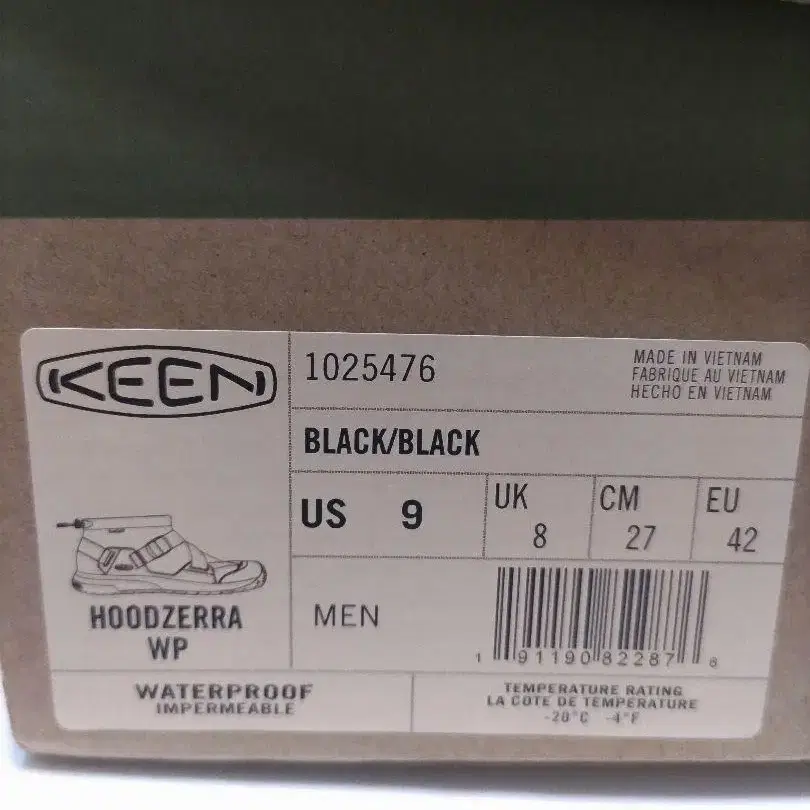 KEEN
1025476
MADE IN VIETNAM
FABRIQUE AU VIETNAM
HECHO EN VIETNAM
BLACK/BLACK
US 9
UK 8
CM 27
EU 42
HOODZERRA
WP
MEN
1 91190 82287 8
WATERPROOF
IMPERMEABLE
TEMPERATURE RATING
LA COTE DE TEMPERATURE
-20°C -4°F